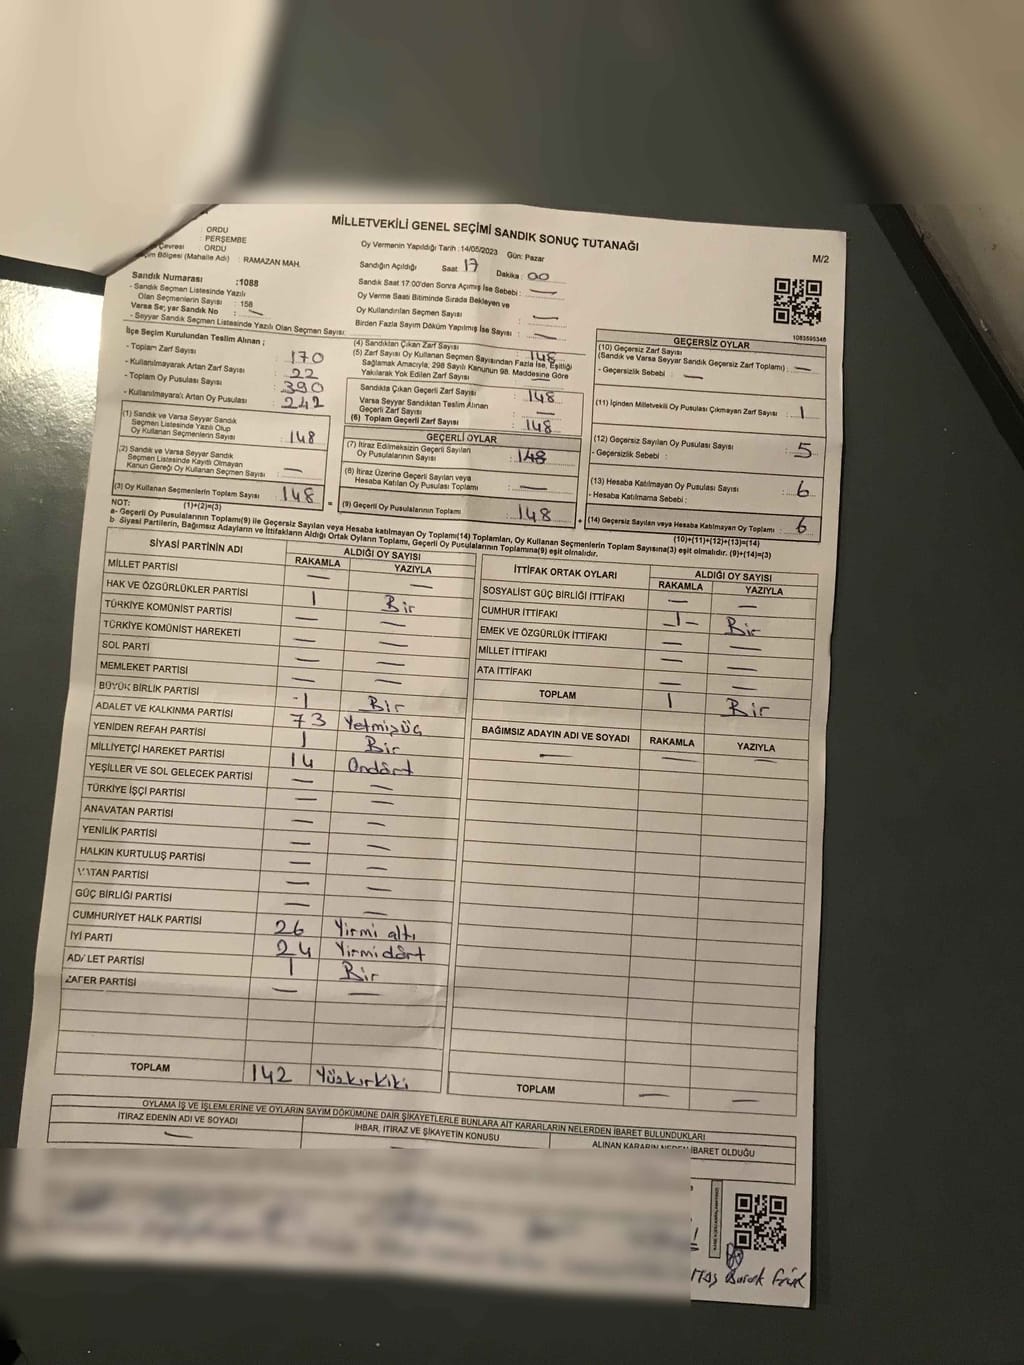 MİLLETVEKİLİ GENEL SEÇİMİ SANDIK SONUÇ TUTANAĞI
M/2
: ORDU
: PERŞEMBE
Çevresi : ORDU
Bölgesi (Mahalle Adı) : RAMAZAN MAH.
Oy Vermenin Yapıldığı Tarih : 14/05/2023 Gün: Pazar
Sandığın Açıldığı Saat 17 Dakika : 00
Sandık Saat 17:00'den Sonra Açılmış İse Sebebi : —
Oy Verme Saati Bitiminde Sırada Bekleyen ve
Oy Kullandırılan Seçmen Sayısı : —
Birden Fazla Sayım Döküm Yapılmış İse Sayısı : —
Sandık Numarası :1088
- Sandık Seçmen Listesinde Yazılı
Olan Seçmenlerin Sayısı : 158
Varsa Seyyar Sandık No : —
- Seyyar Sandık Seçmen Listesinde Yazılı Olan Seçmen Sayısı:
1083595346
İlçe Seçim Kurulundan Teslim Alınan ;
- Toplam Zarf Sayısı : 170
- Kullanılmayarak Artan Zarf Sayısı : 22
- Toplam Oy Pusulası Sayısı : 390
- Kullanılmayarak Artan Oy Pusulası : 242
(1) Sandık ve Varsa Seyyar Sandık
Seçmen Listesinde Yazılı Olup
Oy Kullanan Seçmenlerin Sayısı : 148
(2) Sandık ve Varsa Seyyar Sandık
Seçmen Listesinde Kayıtlı Olmayan
Kanun Gereği Oy Kullanan Seçmen Sayısı : —
(3) Oy Kullanan Seçmenlerin Toplam Sayısı : 148
(1)+(2)=(3)
(4) Sandıktan Çıkan Zarf Sayısı : 148
(5) Zarf Sayısı Oy Kullanan Seçmen Sayısından Fazla İse, Eşitliği
Sağlamak Amacıyla, 298 Sayılı Kanunun 98. Maddesine Göre
Yakılarak Yok Edilen Zarf Sayısı : —
Sandıkta Çıkan Geçerli Zarf Sayısı : 148
Varsa Seyyar Sandıktan Teslim Alınan
Geçerli Zarf Sayısı : —
(6) Toplam Geçerli Zarf Sayısı : 148
GEÇERLİ OYLAR
(7) İtiraz Edilmeksizin Geçerli Sayılan
Oy Pusulalarının Sayısı : 148
(8) İtiraz Üzerine Geçerli Sayılan veya
Hesaba Katılan Oy Pusulası Toplamı : —
(9) Geçerli Oy Pusulalarının Toplamı : 148
GEÇERSİZ OYLAR
(10) Geçersiz Zarf Sayısı
(Sandık ve Varsa Seyyar Sandık Geçersiz Zarf Toplamı) : —
- Geçersizlik Sebebi : —
(11) İçinden Milletvekili Oy Pusulası Çıkmayan Zarf Sayısı : 1
(12) Geçersiz Sayılan Oy Pusulası Sayısı : 5
- Geçersizlik Sebebi :
(13) Hesaba Katılmayan Oy Pusulası Sayısı : 6
- Hesaba Katılmama Sebebi :
(14) Geçersiz Sayılan veya Hesaba Katılmayan Oy Toplamı : 6
(10)+(11)+(12)+(13)=(14)
NOT:
a- Geçerli Oy Pusulalarının Toplamı(9) ile Geçersiz Sayılan veya Hesaba katılmayan Oy Toplam(14) Toplamları, Oy Kullanan Seçmenlerin Toplam Sayısına(3) eşit olmalıdır. (9)+(14)=(3)
b Siyasi Partilerin, Bağımsız Adayların ve İttifakların Aldığı Ortak Oyların Toplamı, Geçerli Oy Pusulalarının Toplamına(9) eşit olmalıdır.
SİYASİ PARTİNİN ADI ALDIĞI OY SAYISI
RAKAMLA YAZIYLA
MİLLET PARTİSİ — —
HAK VE ÖZGÜRLÜKLER PARTİSİ 1 Bir
TÜRKİYE KOMÜNİST PARTİSİ — —
TÜRKİYE KOMÜNİST HAREKETİ — —
SOL PARTİ — —
MEMLEKET PARTİSİ — —
BÜYÜK BİRLİK PARTİSİ -1 Bir
ADALET VE KALKINMA PARTİSİ 73 Yetmişüç
YENİDEN REFAH PARTİSİ 1 Bir
MİLLİYETÇİ HAREKET PARTİSİ 14 Ondört
YEŞİLLER VE SOL GELECEK PARTİSİ — —
TÜRKİYE İŞÇİ PARTİSİ — —
ANAVATAN PARTİSİ — —
YENİLİK PARTİSİ — —
HALKIN KURTULUŞ PARTİSİ — —
VATAN PARTİSİ — —
GÜÇ BİRLİĞİ PARTİSİ — —
CUMHURİYET HALK PARTİSİ 26 Yirmi altı
İYİ PARTİ 24 Yirmidört
ADALET PARTİSİ 1 Bir
ZAFER PARTİSİ — —
TOPLAM 142 Yüzkırkiki
İTTİFAK ORTAK OYLARI ALDIĞI OY SAYISI
RAKAMLA YAZIYLA
SOSYALİST GÜÇ BİRLİĞİ İTTİFAKI — —
CUMHUR İTTİFAKI 1- Bir
EMEK VE ÖZGÜRLÜK İTTİFAKI — —
MİLLET İTTİFAKI — —
ATA İTTİFAKI — —
TOPLAM 1 Bir
BAĞIMSIZ ADAYIN ADI VE SOYADI RAKAMLA YAZIYLA
— — —
TOPLAM — —
OYLAMA İŞ VE İŞLEMLERİNE VE OYLARIN SAYIM DÖKÜMÜNE DAİR ŞİKAYETLERLE BUNLARA AİT KARARLARIN NELERDEN İBARET BULUNDUKLARI
İTİRAZ EDENİN ADI VE SOYADI İHBAR, İTİRAZ VE ŞİKAYETİN KONUSU ALINAN KARARIN NEDEN İBARET OLDUĞU
—
Burak